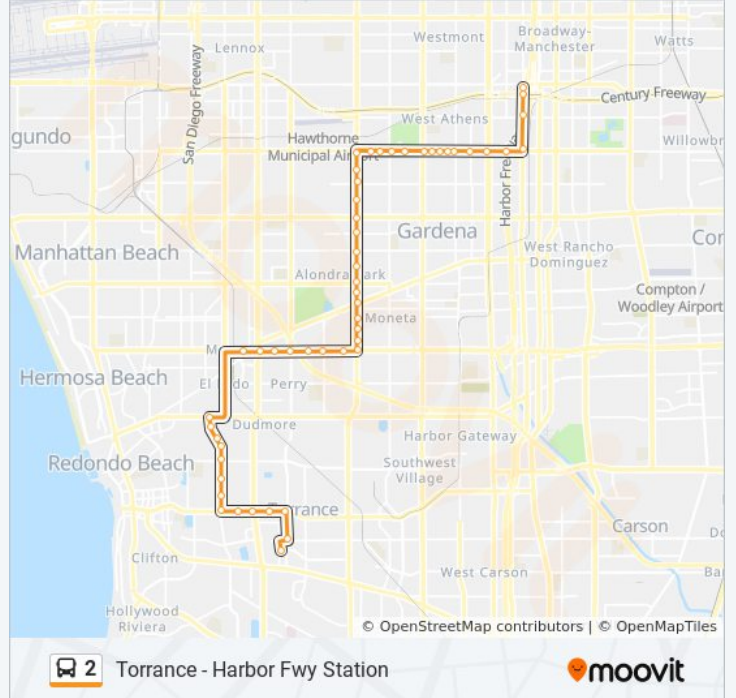 Lennox
Westmont
Broadway-
Manchester
Watts
San Diego Freeway
Century Freeway
gundo
West Athens
Hawthorne
Municipal Airport
Willowbr
Harbor Free
Gardena
Manhattan Beach
West Rancho
Dominguez
Com
Alondra Park
Compton /
Woodley Airport
Moneta
Hermosa Beach
El
Perry
Dudmore
Redondo Beach
Harbor Gateway
Southwest
Village
Torrance
Carson
Clifton
West Carson
Hollywood
Riviera
© OpenStreetMap contributors | © OpenMapTiles
2 Torrance - Harbor Fwy Station
moovit